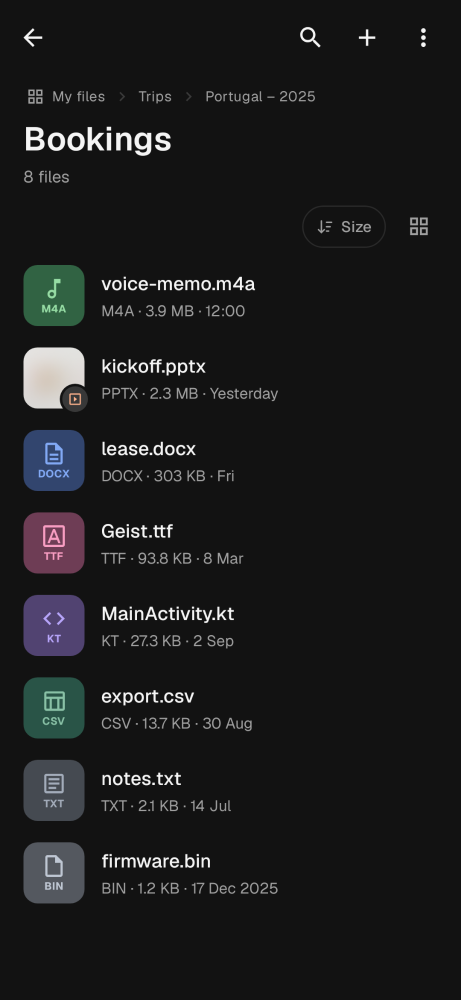 My files > Trips > Portugal – 2025
Bookings
8 files
Size
M4A
voice-memo.m4a
M4A · 3.9 MB · 12:00
kickoff.pptx
PPTX · 2.3 MB · Yesterday
DOCX
lease.docx
DOCX · 303 KB · Fri
TTF
Geist.ttf
TTF · 93.8 KB · 8 Mar
KT
MainActivity.kt
KT · 27.3 KB · 2 Sep
CSV
export.csv
CSV · 13.7 KB · 30 Aug
TXT
notes.txt
TXT · 2.1 KB · 14 Jul
BIN
firmware.bin
BIN · 1.2 KB · 17 Dec 2025